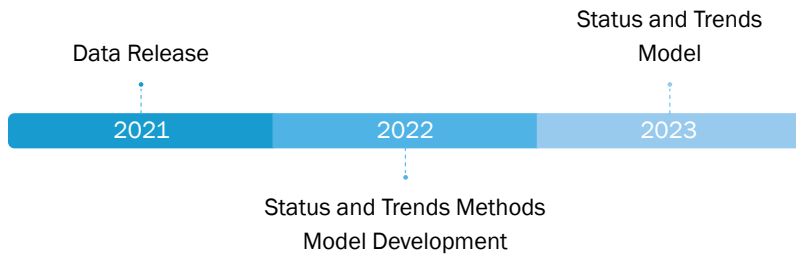 Status and Trends
Model
Data Release
2021
2022
2023
Status and Trends Methods
Model Development